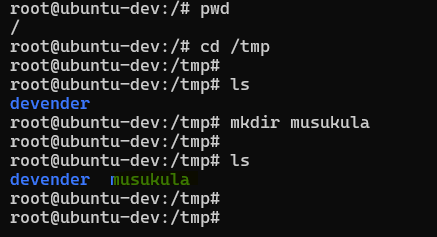 root@ubuntu-dev:/# pwd
/
root@ubuntu-dev:/# cd /tmp
root@ubuntu-dev:/tmp#
root@ubuntu-dev:/tmp# ls
devender
root@ubuntu-dev:/tmp# mkdir musukula
root@ubuntu-dev:/tmp#
root@ubuntu-dev:/tmp# ls
devender  musukula
root@ubuntu-dev:/tmp#
root@ubuntu-dev:/tmp#